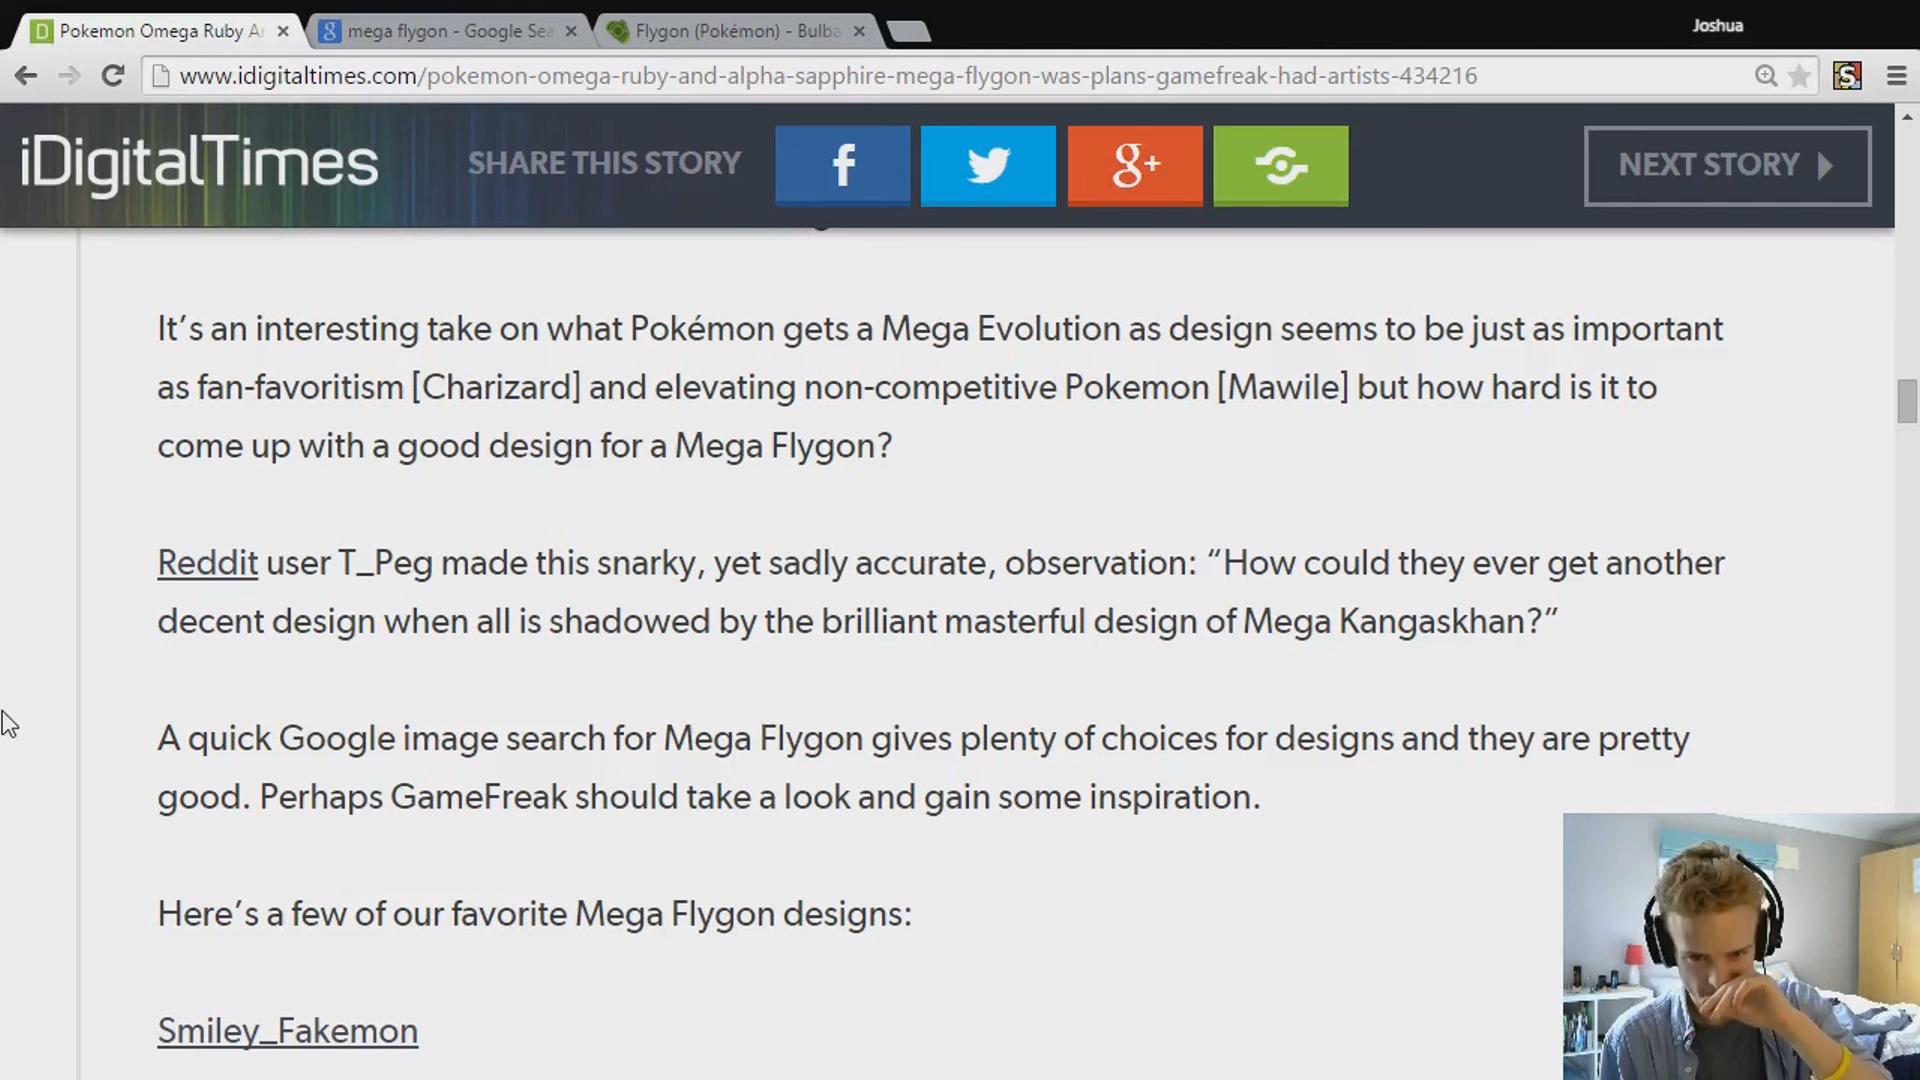 Pokemon Omega Ruby Ar
mega flygon - Google Sea
Flygon (Pokémon) - Bulba
Joshua
www.idigitaltimes.com/pokemon-omega-ruby-and-alpha-sapphire-mega-flygon-was-plans-gamefreak-had-artists-434216
iDigitalTimes
SHARE THIS STORY
f
g+
NEXT STORY
It's an interesting take on what Pokémon gets a Mega Evolution as design seems to be just as important
as fan-favoritism [Charizard] and elevating non-competitive Pokemon [Mawile] but how hard is it to
come up with a good design for a Mega Flygon?
Reddit user T_Peg made this snarky, yet sadly accurate, observation: “How could they ever get another
decent design when all is shadowed by the brilliant masterful design of Mega Kangaskhan?”
A quick Google image search for Mega Flygon gives plenty of choices for designs and they are pretty
good. Perhaps GameFreak should take a look and gain some inspiration.
Here's a few of our favorite Mega Flygon designs:
Smiley_Fakemon